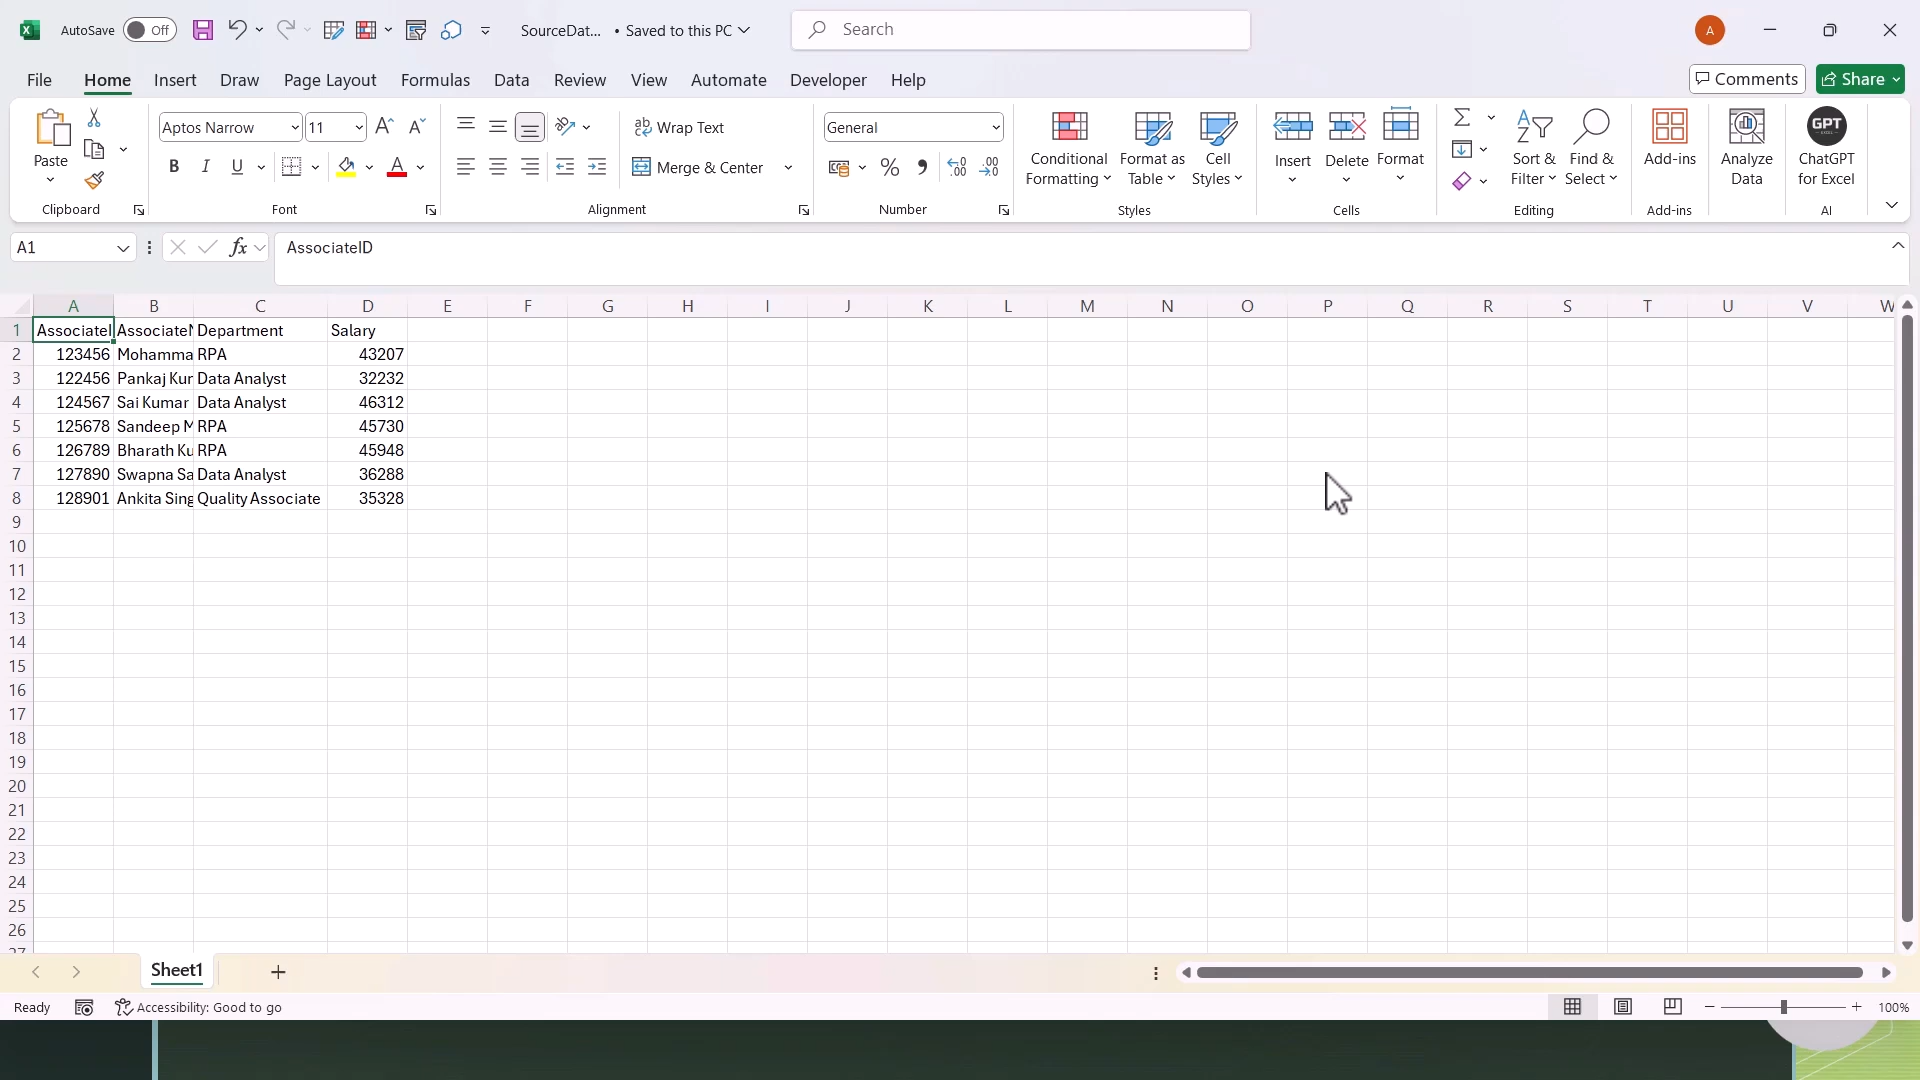 AutoSave Off SourceDat... • Saved to this PC Search A
File Home Insert Draw Page Layout Formulas Data Review View Automate Developer Help Comments Share
Aptos Narrow 11 Wrap Text General
Paste B I U A Merge & Center % , Conditional Formatting Format as Table Cell Styles Insert Delete Format Sort & Filter Find & Select Add-ins Analyze Data GPT ChatGPT for Excel
Clipboard Font Alignment Number Styles Cells Editing Add-ins AI
A1 fx AssociateID
A B C D E F G H I J K L M N O P Q R S T U V W
1 AssociateI AssociateN Department Salary
2 123456 Mohamma RPA 43207
3 122456 Pankaj Kur Data Analyst 32232
4 124567 Sai Kumar Data Analyst 46312
5 125678 Sandeep M RPA 45730
6 126789 Bharath Ku RPA 45948
7 127890 Swapna Sa Data Analyst 36288
8 128901 Ankita Sing Quality Associate 35328
9
10
11
12
13
14
15
16
17
18
19
20
21
22
23
24
25
26
27
Sheet1
Ready Accessibility: Good to go 100%